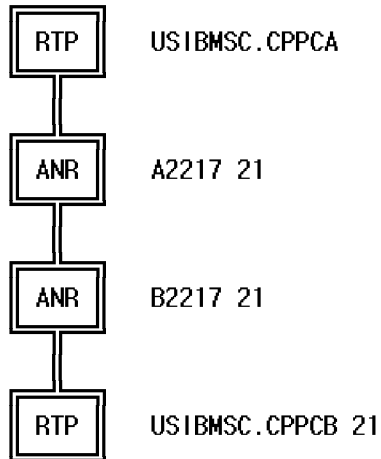 RTP USIBMSC.CPPCA
ANR A2217 21
ANR B2217 21
RTP USIBMSC.CPPCB 21